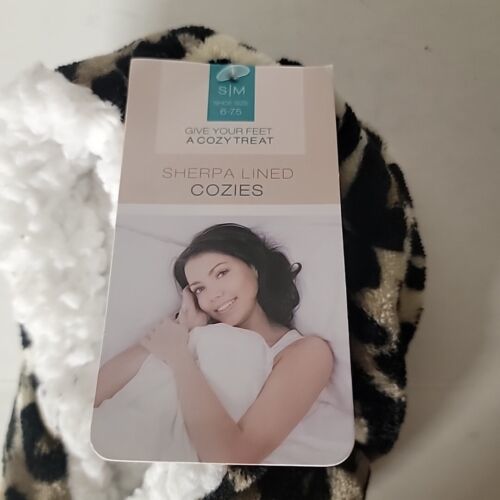 S|M
SHOE SIZE
6-7.5
GIVE YOUR FEET
A COZY TREAT
SHERPA LINED
COZIES